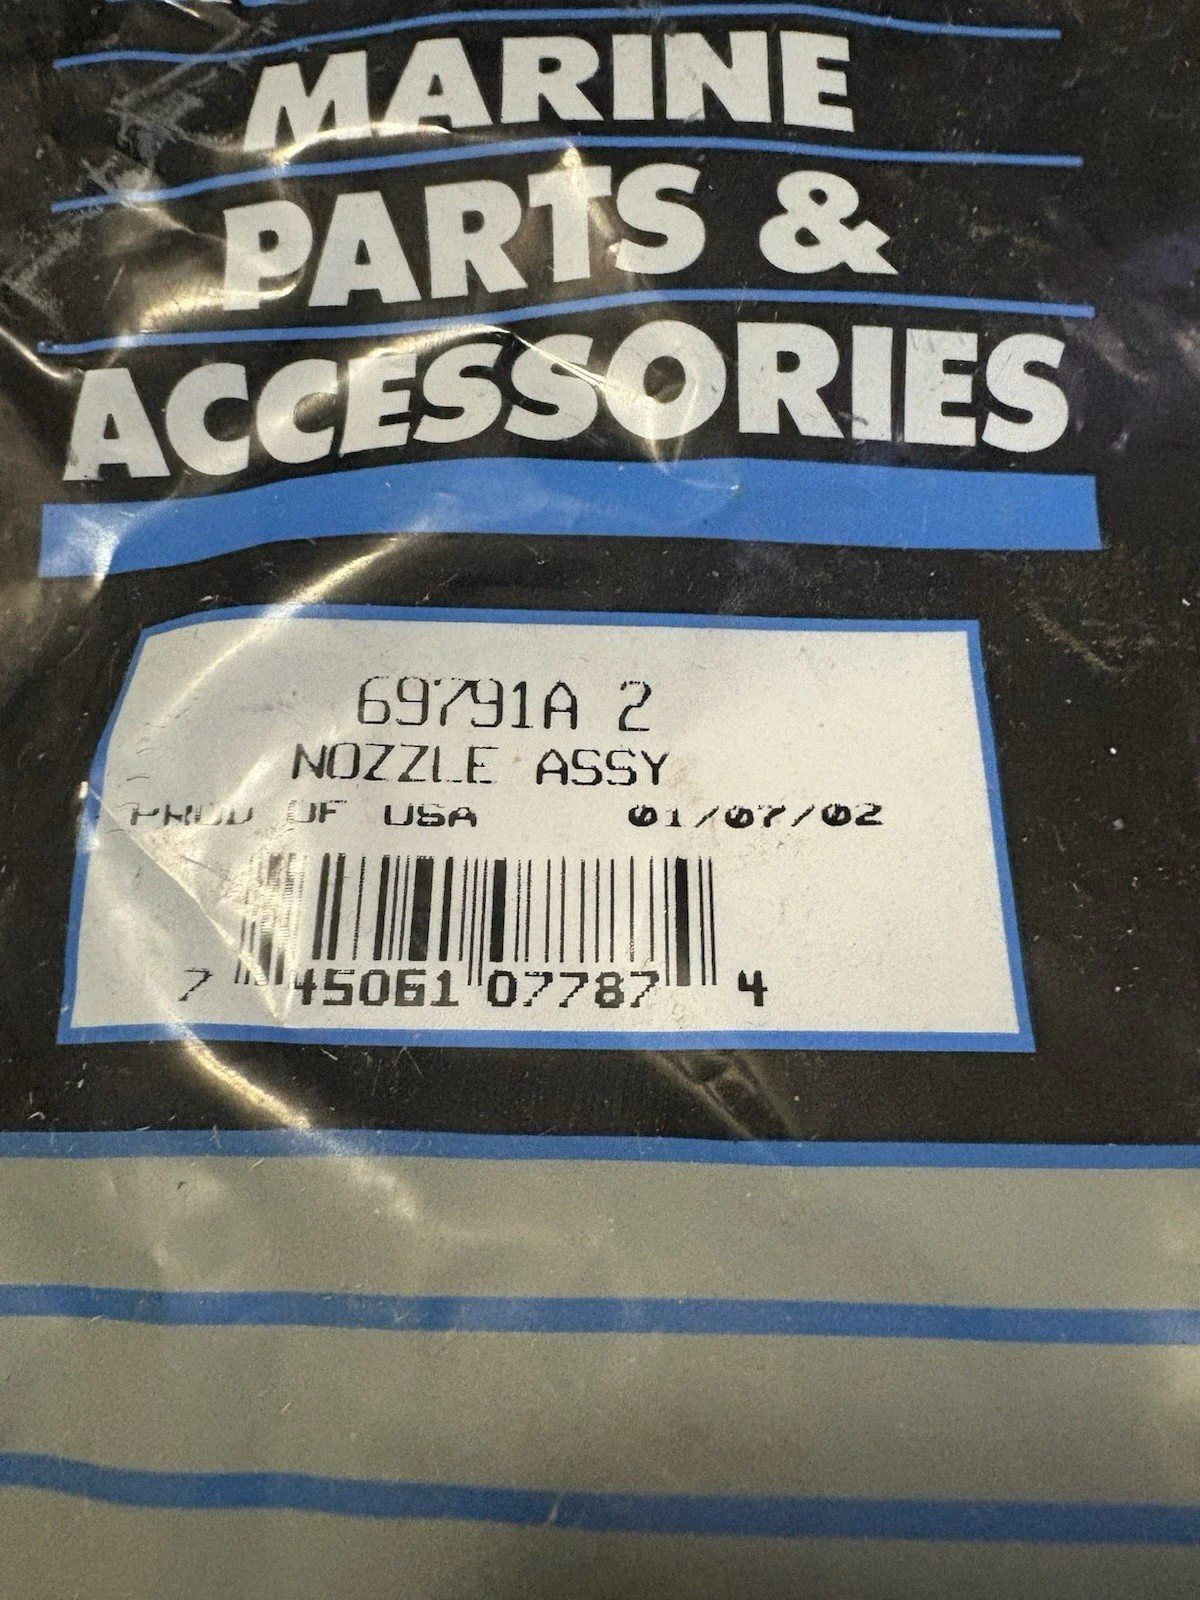 MARINE
PARTS &
ACCESSORIES
69791A 2
NOZZLE ASSY
PROD OF USA 01/07/02
7 45061 07787 4